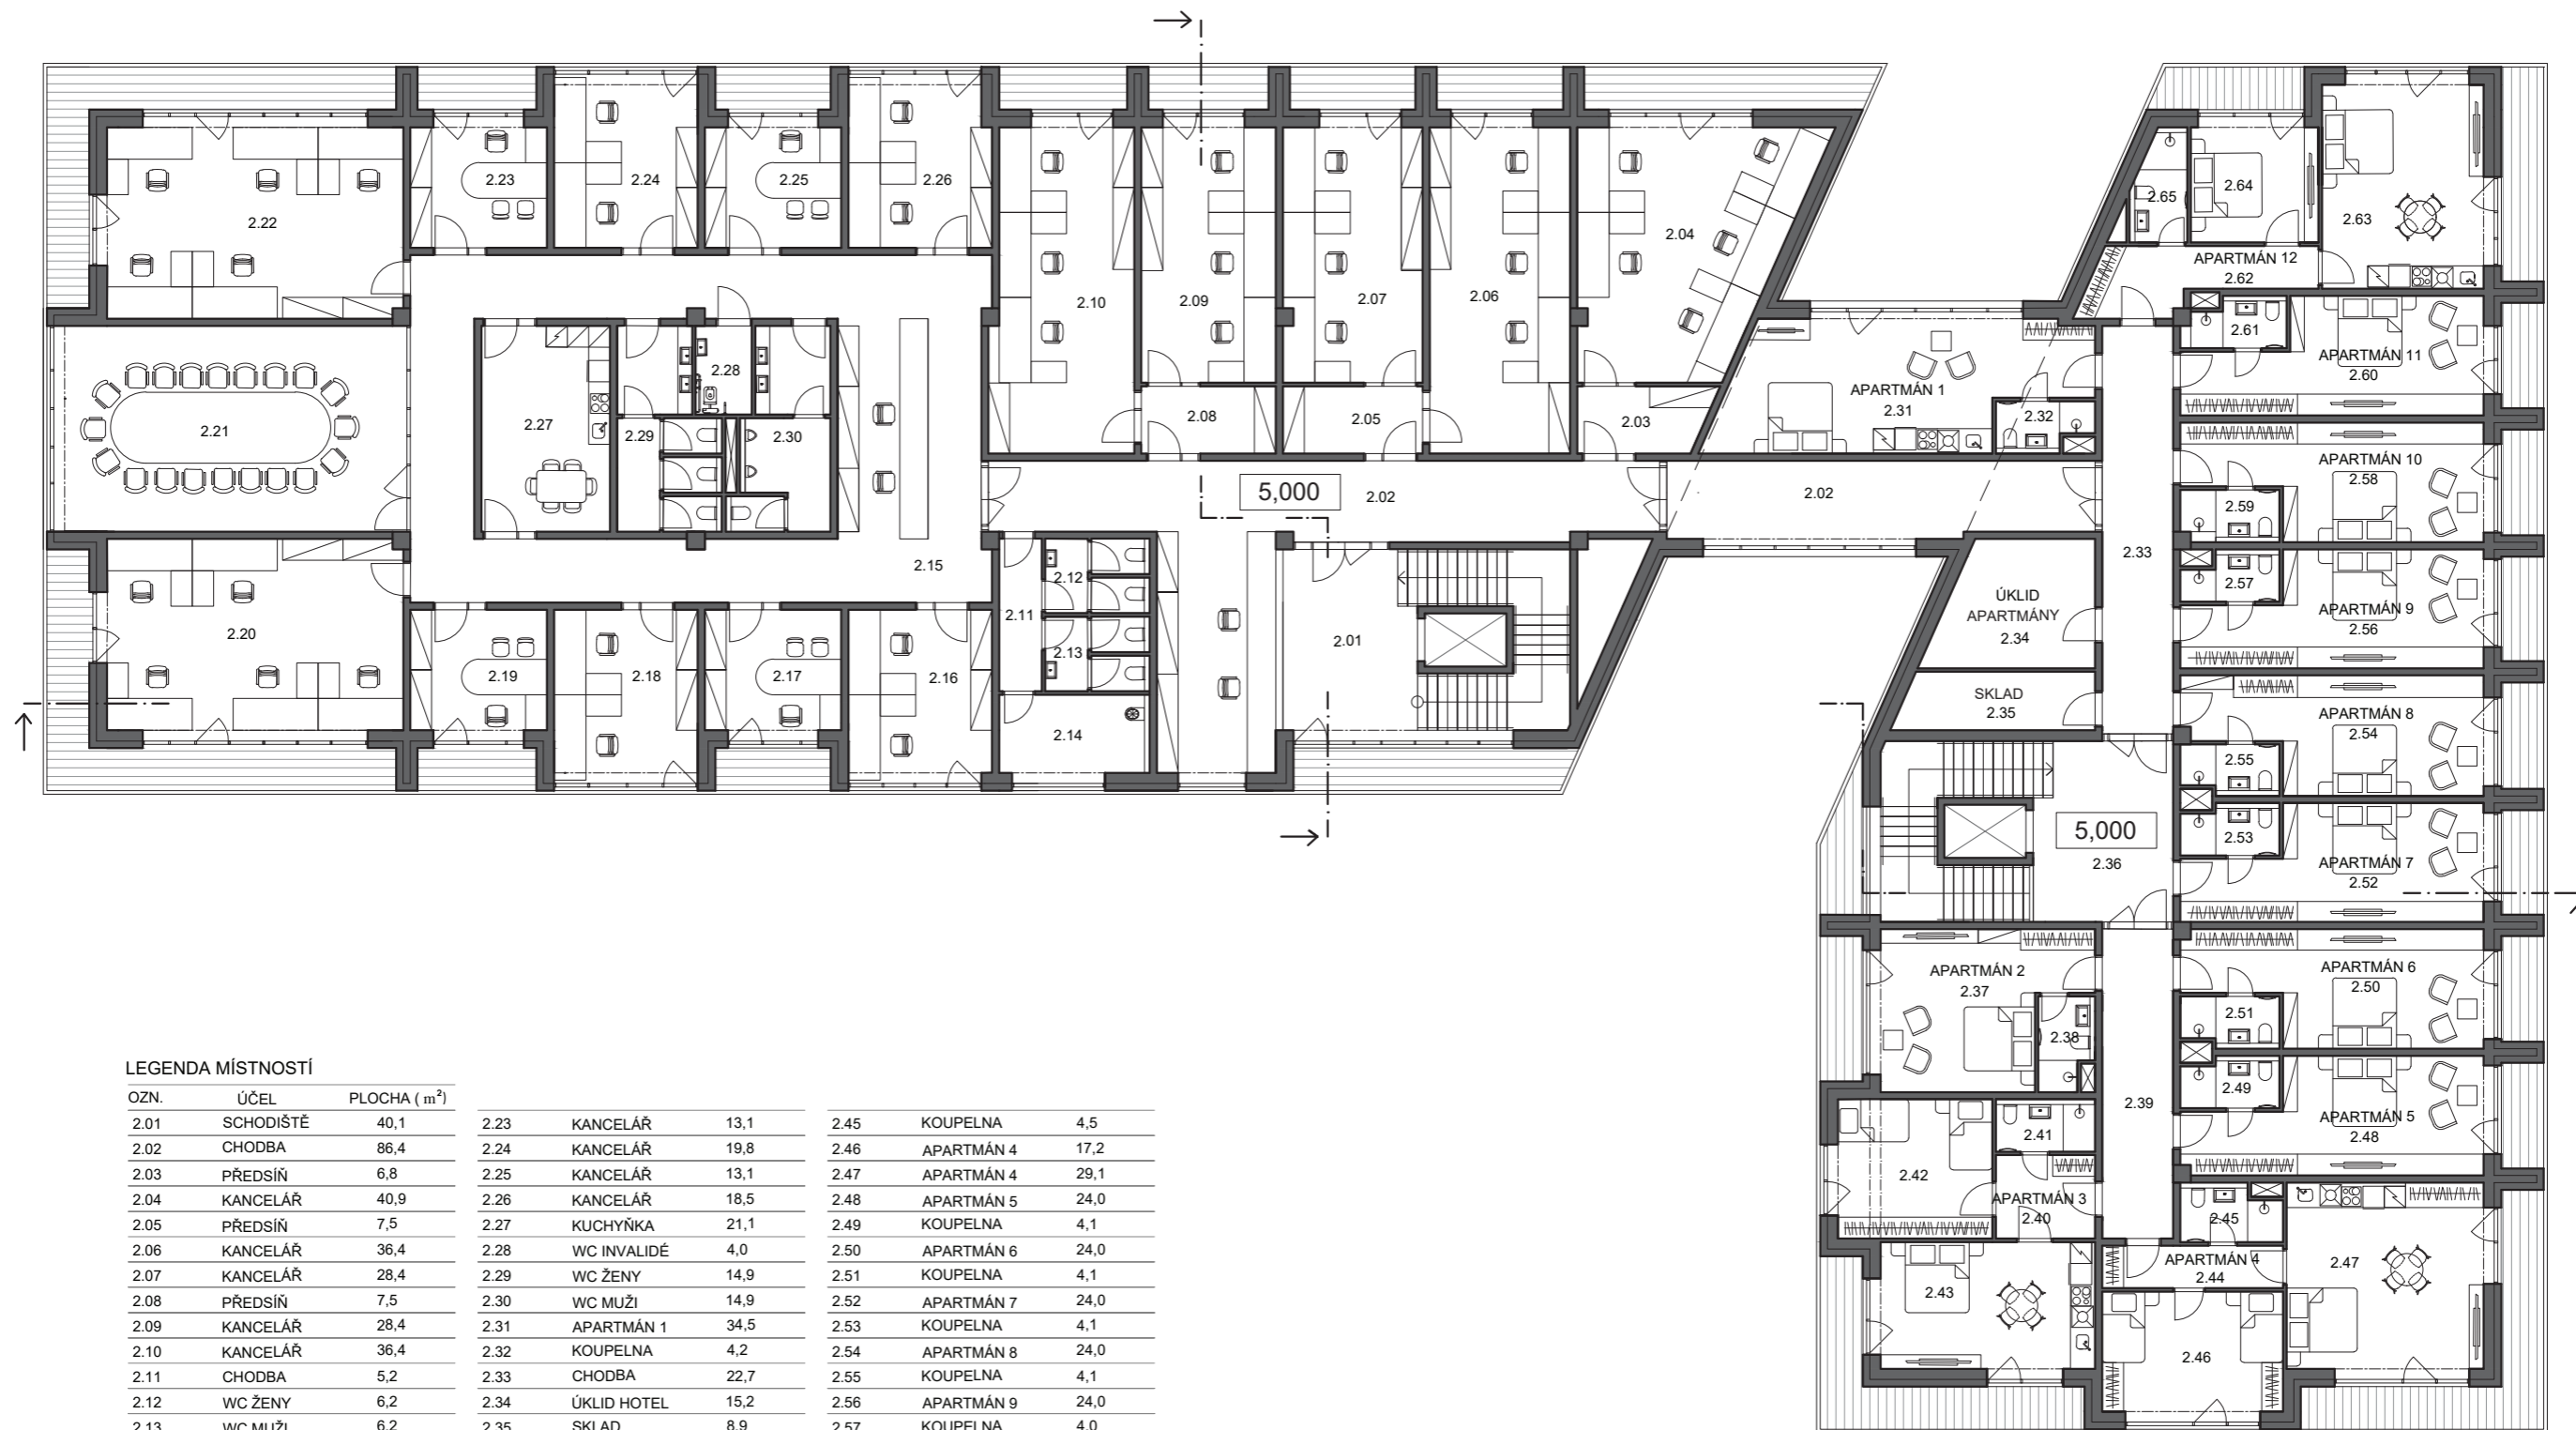 2.22
2.23
2.24
2.25
2.26
2.10
2.09
2.07
2.06
2.04
2.65
2.64
2.63
APARTMÁN 12
2.62
2.61
APARTMÁN 11
2.60
2.21
2.27
2.28
2.29
2.30
2.08
2.05
2.03
APARTMÁN 1
2.31
2.32
APARTMÁN 10
2.58
2.59
5,000
2.02
2.02
2.33
2.57
APARTMÁN 9
2.56
2.15
2.12
2.11
2.13
2.01
ÚKLID
APARTMÁNY
2.34
2.20
2.19
2.18
2.17
2.16
2.14
SKLAD
2.35
APARTMÁN 8
2.54
2.55
5,000
2.36
2.53
APARTMÁN 7
2.52
APARTMÁN 2
2.37
2.38
APARTMÁN 6
2.50
2.51
2.39
2.49
APARTMÁN 5
2.48
2.41
2.42
APARTMÁN 3
2.40
2.45
APARTMÁN 4
2.44
2.47
2.43
2.46
LEGENDA MÍSTNOSTÍ
OZN. ÚČEL PLOCHA ( m²)
2.01 SCHODIŠTĚ 40,1
2.02 CHODBA 86,4
2.03 PŘEDSÍŇ 6,8
2.04 KANCELÁŘ 40,9
2.05 PŘEDSÍŇ 7,5
2.06 KANCELÁŘ 36,4
2.07 KANCELÁŘ 28,4
2.08 PŘEDSÍŇ 7,5
2.09 KANCELÁŘ 28,4
2.10 KANCELÁŘ 36,4
2.11 CHODBA 5,2
2.12 WC ŽENY 6,2
2.13 WC MUŽI 6,2
2.23 KANCELÁŘ 13,1
2.24 KANCELÁŘ 19,8
2.25 KANCELÁŘ 13,1
2.26 KANCELÁŘ 18,5
2.27 KUCHYŇKA 21,1
2.28 WC INVALIDÉ 4,0
2.29 WC ŽENY 14,9
2.30 WC MUŽI 14,9
2.31 APARTMÁN 1 34,5
2.32 KOUPELNA 4,2
2.33 CHODBA 22,7
2.34 ÚKLID HOTEL 15,2
2.35 SKLAD 8,9
2.45 KOUPELNA 4,5
2.46 APARTMÁN 4 17,2
2.47 APARTMÁN 4 29,1
2.48 APARTMÁN 5 24,0
2.49 KOUPELNA 4,1
2.50 APARTMÁN 6 24,0
2.51 KOUPELNA 4,1
2.52 APARTMÁN 7 24,0
2.53 KOUPELNA 4,1
2.54 APARTMÁN 8 24,0
2.55 KOUPELNA 4,1
2.56 APARTMÁN 9 24,0
2.57 KOUPELNA 4,0